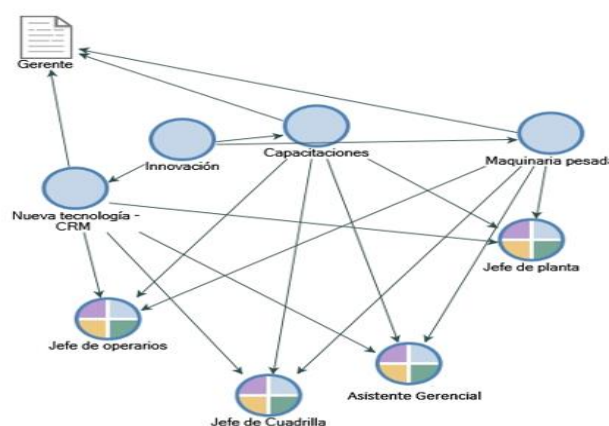 Gerente
Innovación
Capacitaciones
Maquinaria pesada
Nueva tecnología -
CRM
Jefe de planta
Jefe de operarios
Asistente Gerencial
Jefe de Cuadrilla